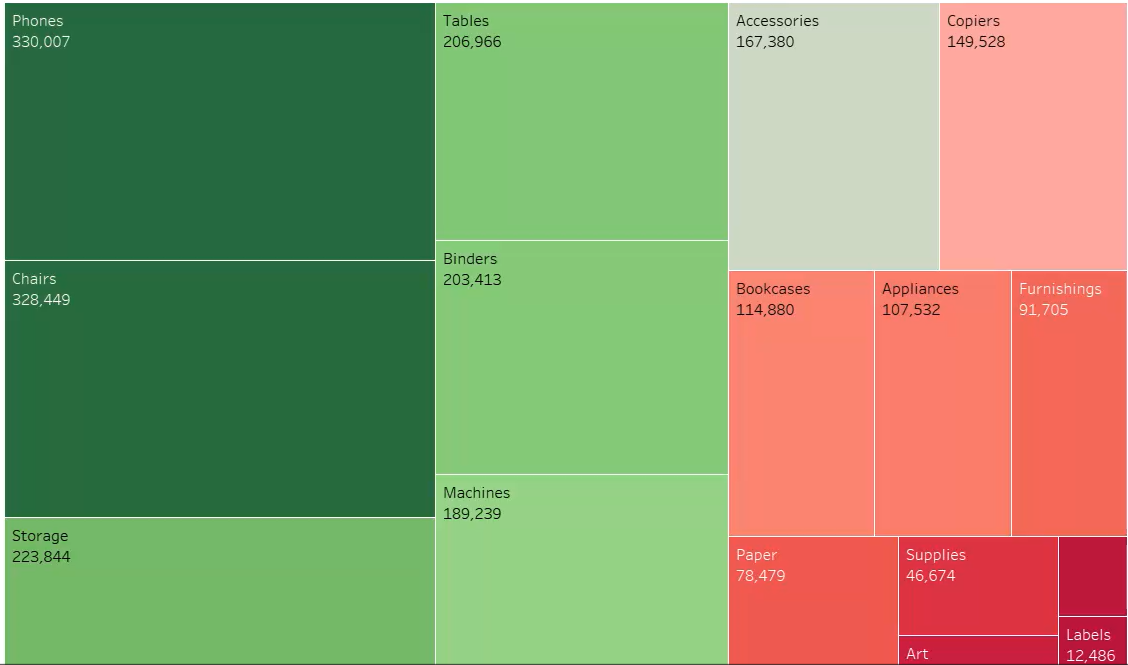 Phones
330,007
Chairs
328,449
Storage
223,844
Tables
206,966
Binders
203,413
Machines
189,239
Accessories
167,380
Copiers
149,528
Bookcases
114,880
Appliances
107,532
Furnishings
91,705
Paper
78,479
Supplies
46,674
Art
Labels
12,486